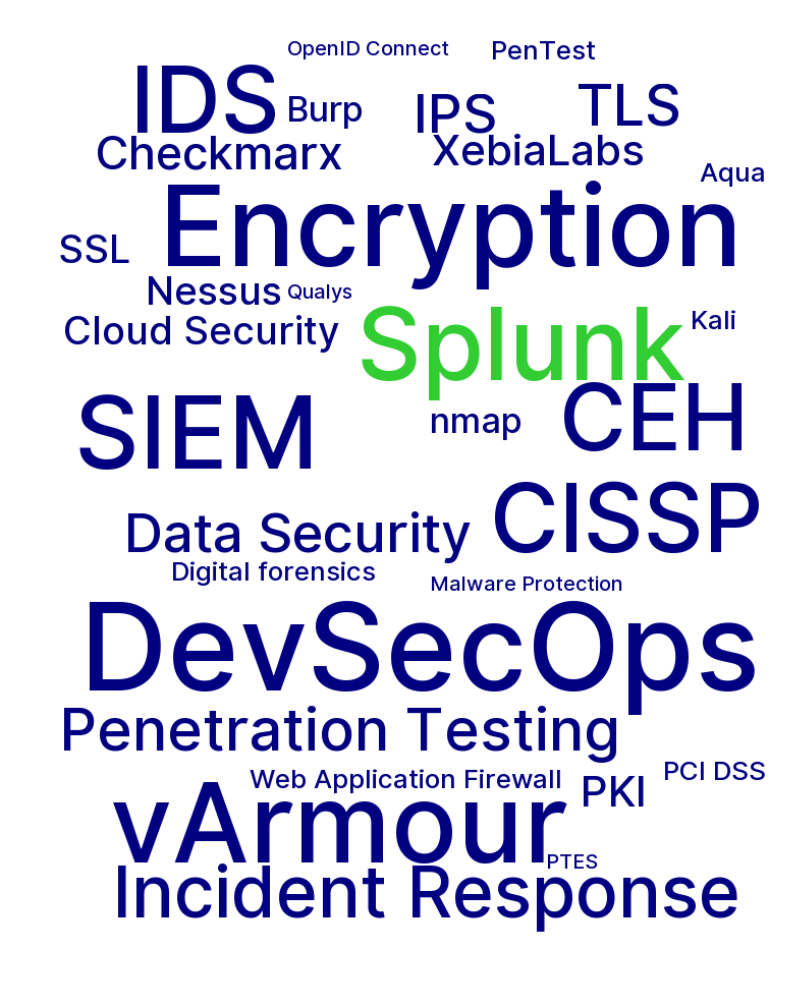 OpenID Connect
PenTest
IDS
Burp
IPS
TLS
Checkmarx
XebiaLabs
Aqua
Encryption
SSL
Nessus
Qualys
Cloud Security
Splunk
Kali
SIEM
nmap
CEH
Data Security
CISSP
Digital forensics
Malware Protection
DevSecOps
Penetration Testing
Web Application Firewall
PKI
PCI DSS
vArmour
PTES
Incident Response